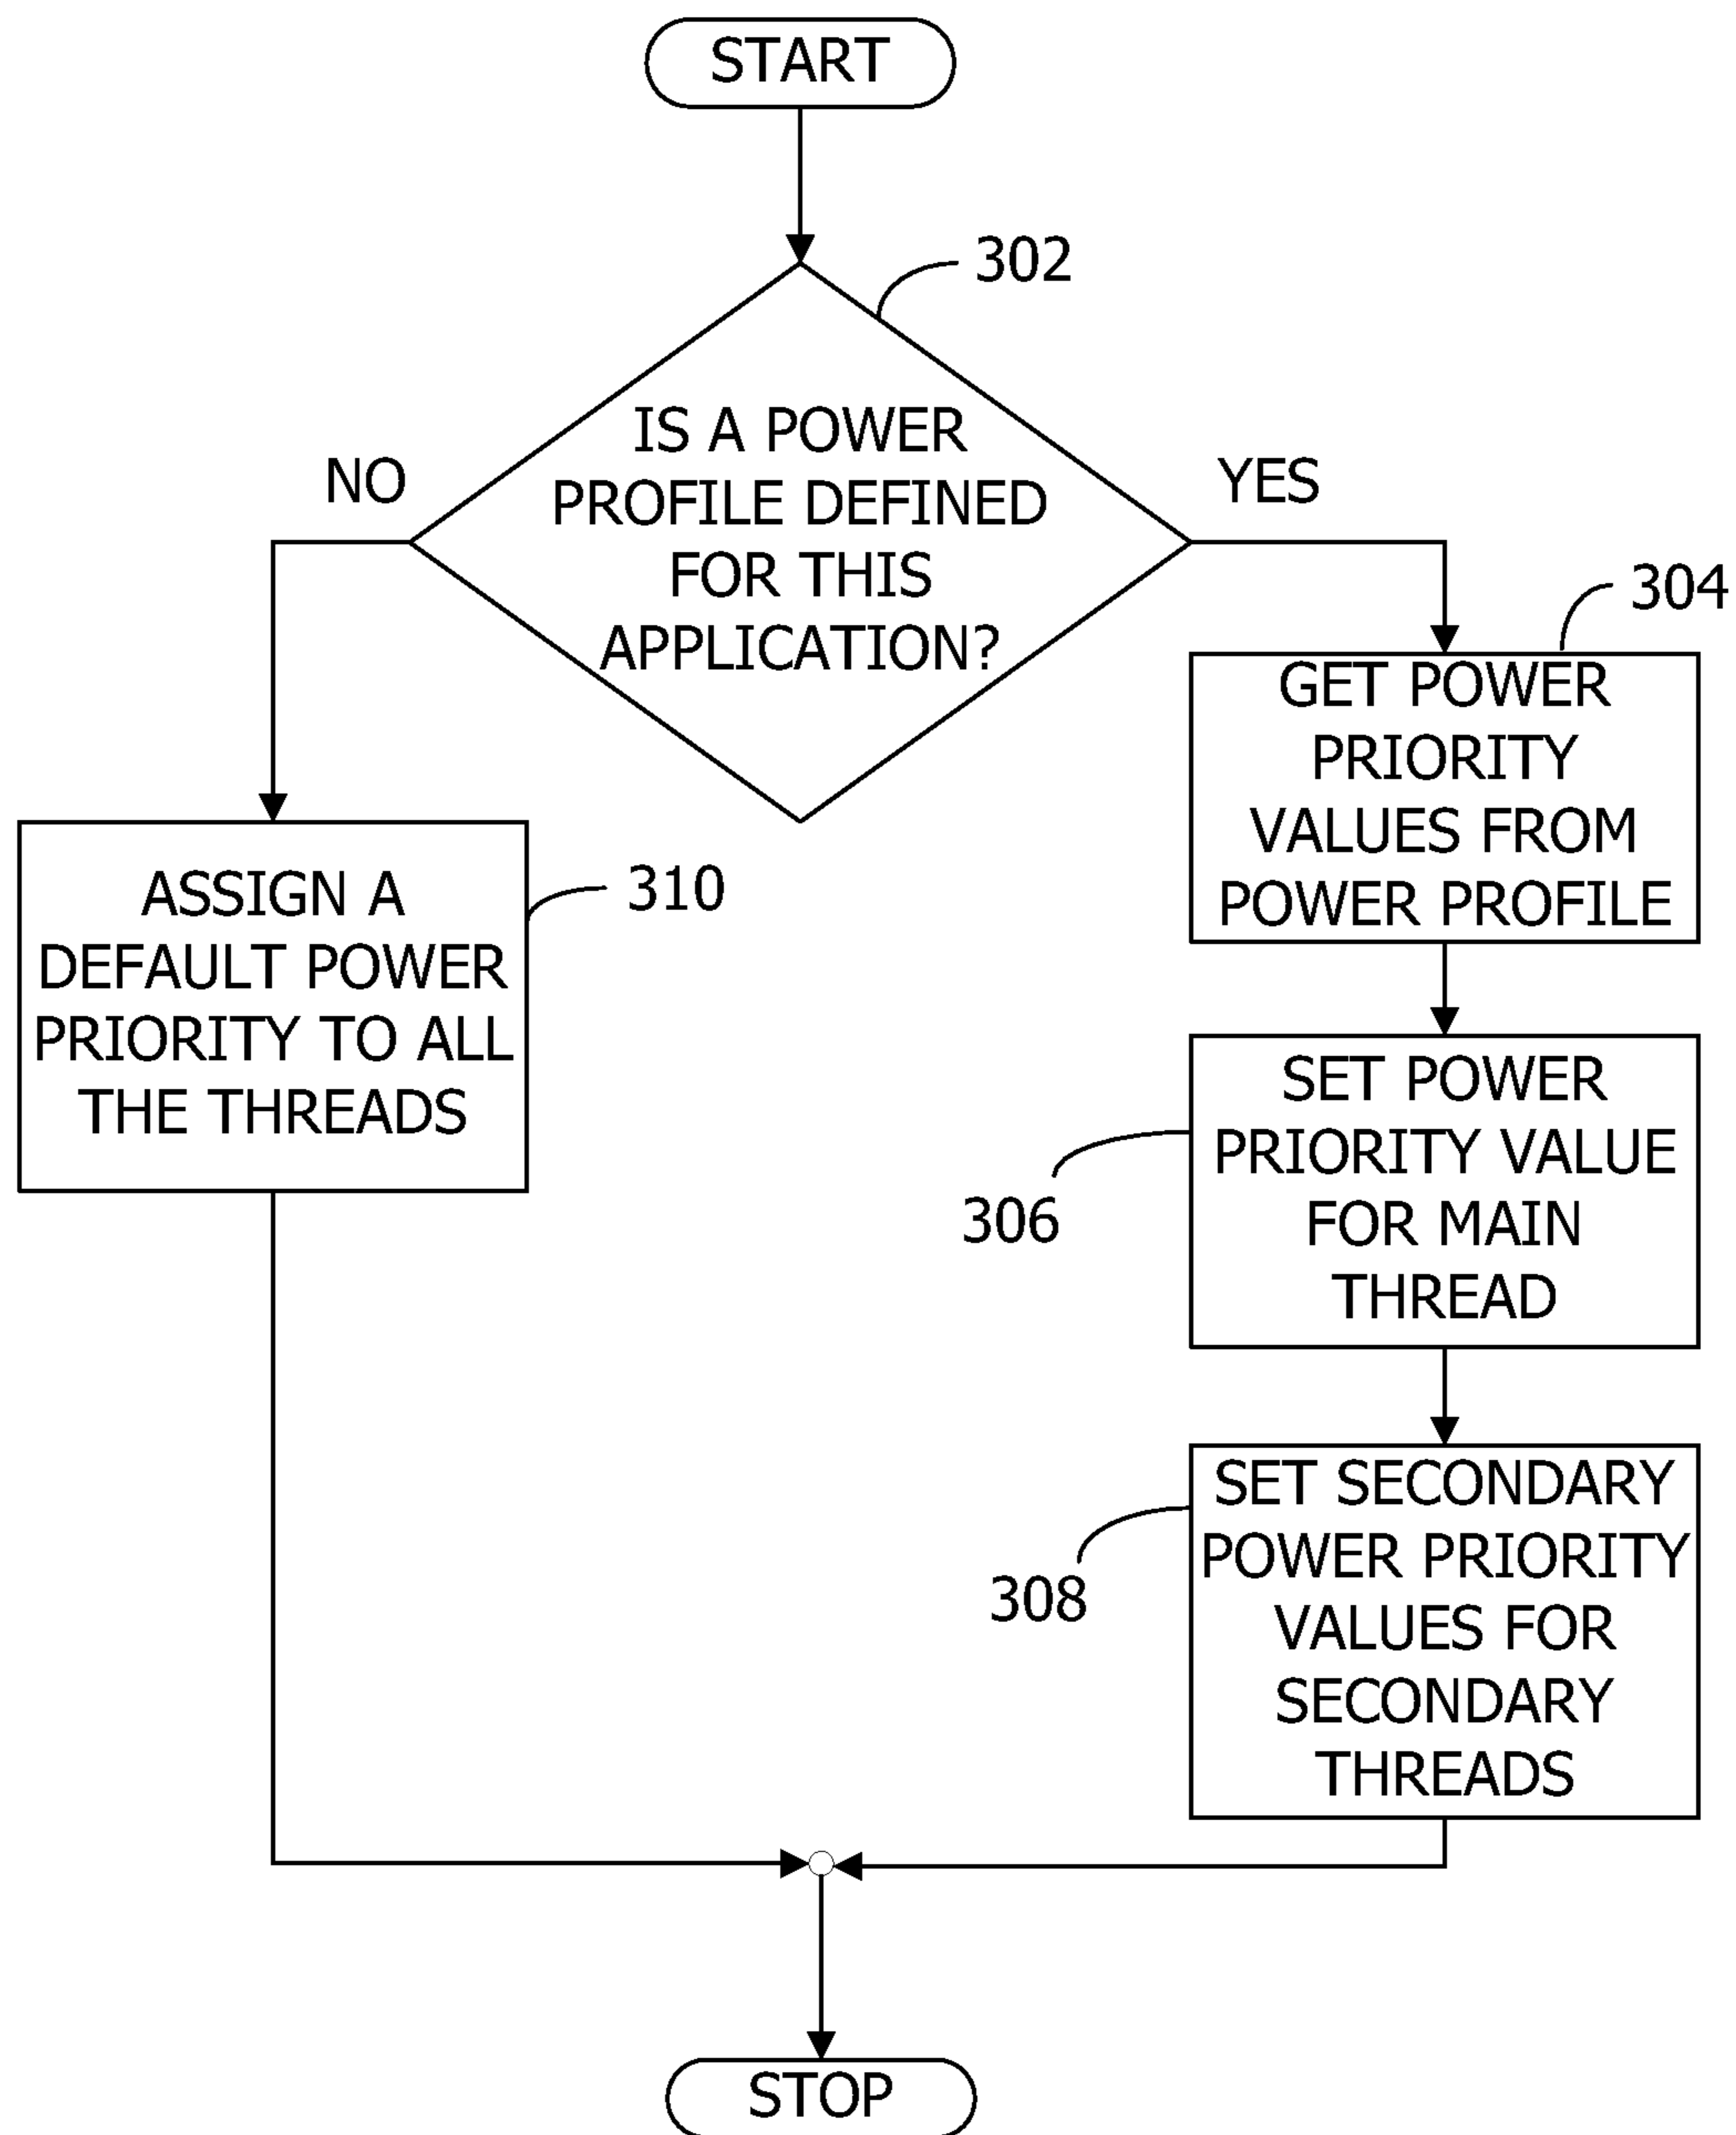 START
302
IS A POWER
PROFILE DEFINED
FOR THIS
APPLICATION?
NO
YES
304
GET POWER
PRIORITY
VALUES FROM
POWER PROFILE
310
ASSIGN A
DEFAULT POWER
PRIORITY TO ALL
THE THREADS
306
SET POWER
PRIORITY VALUE
FOR MAIN
THREAD
308
SET SECONDARY
POWER PRIORITY
VALUES FOR
SECONDARY
THREADS
STOP